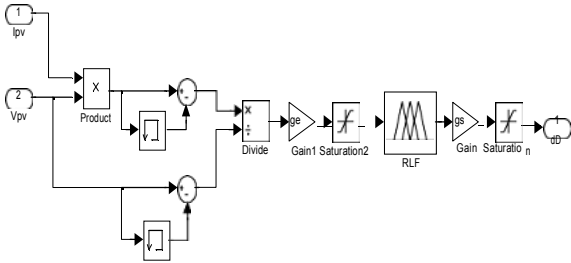 1
Ipv
2
Vpv
X
Product
+
-
+
-
×
÷
Divide
ge
Gain1
Saturation2
RLF
gs
Gain
Saturatio
n
1
dD